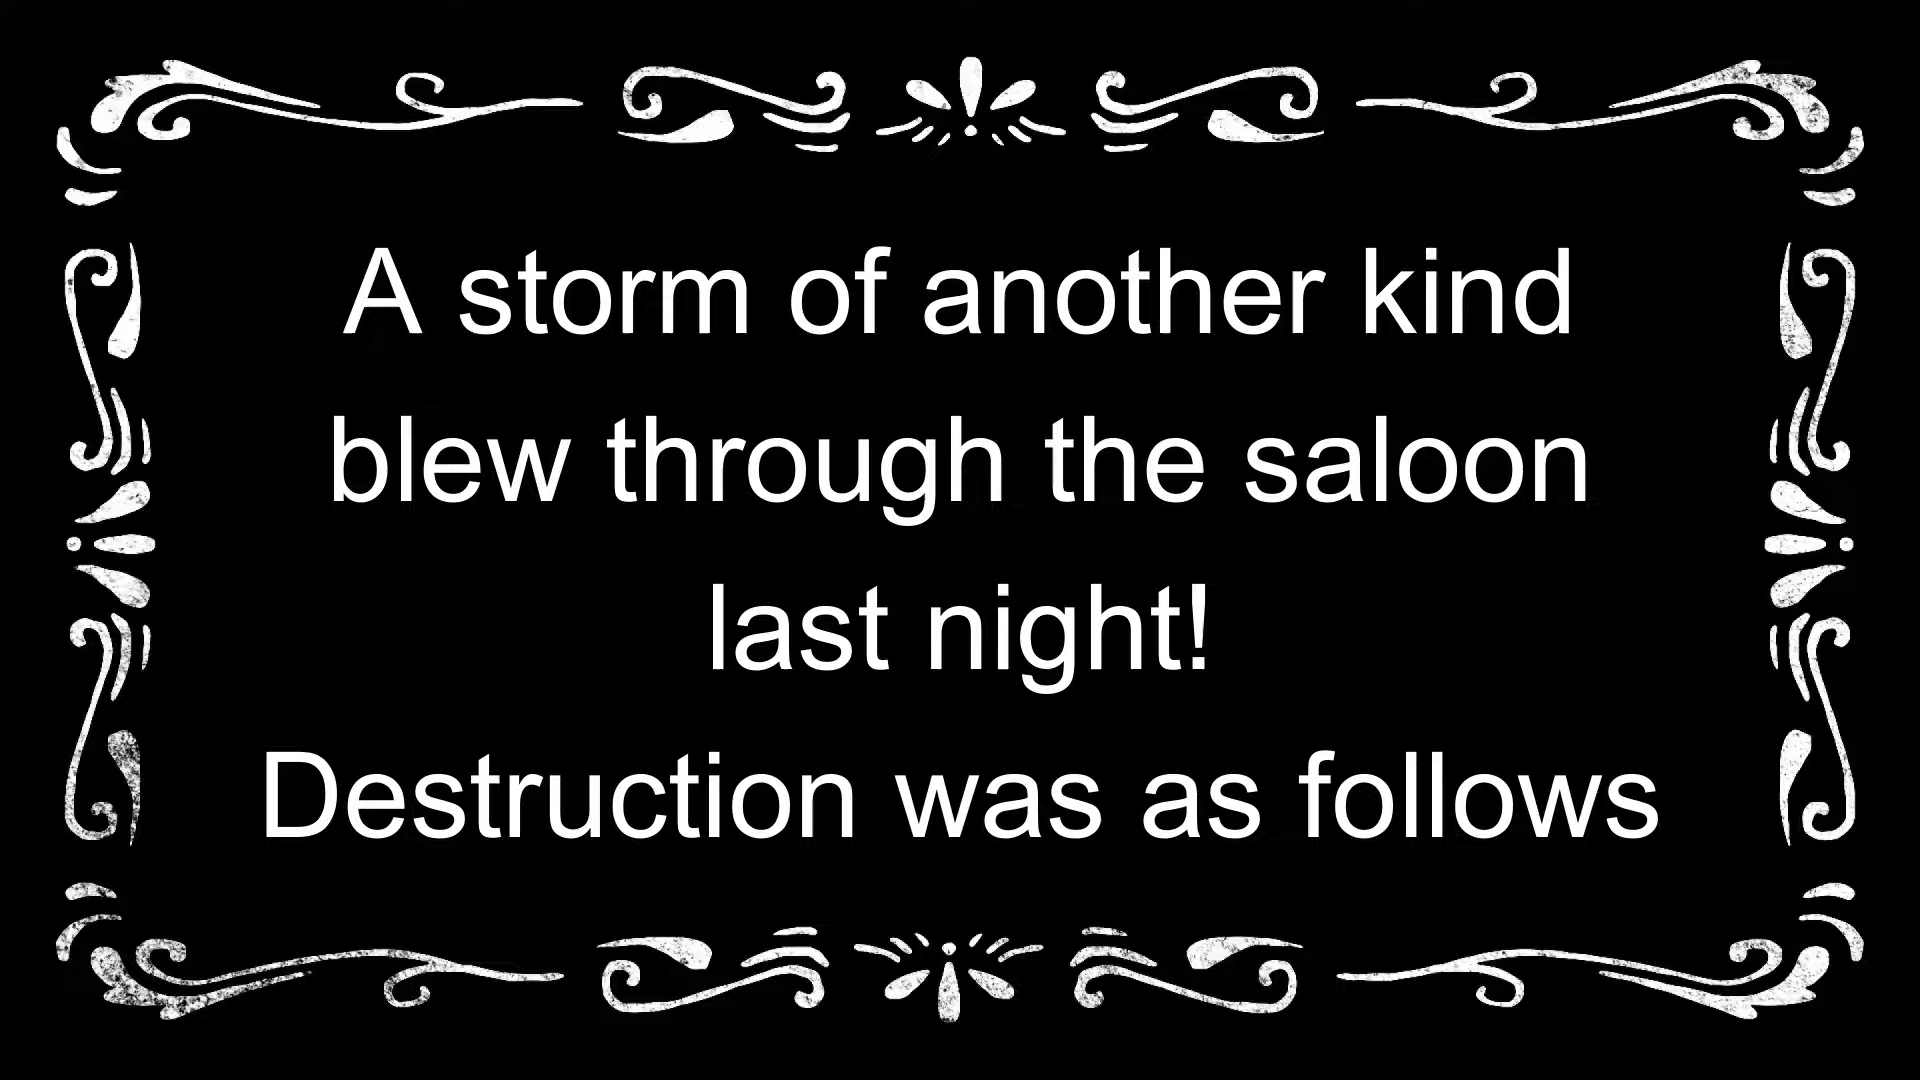 A storm of another kind
blew through the saloon
last night!
Destruction was as follows